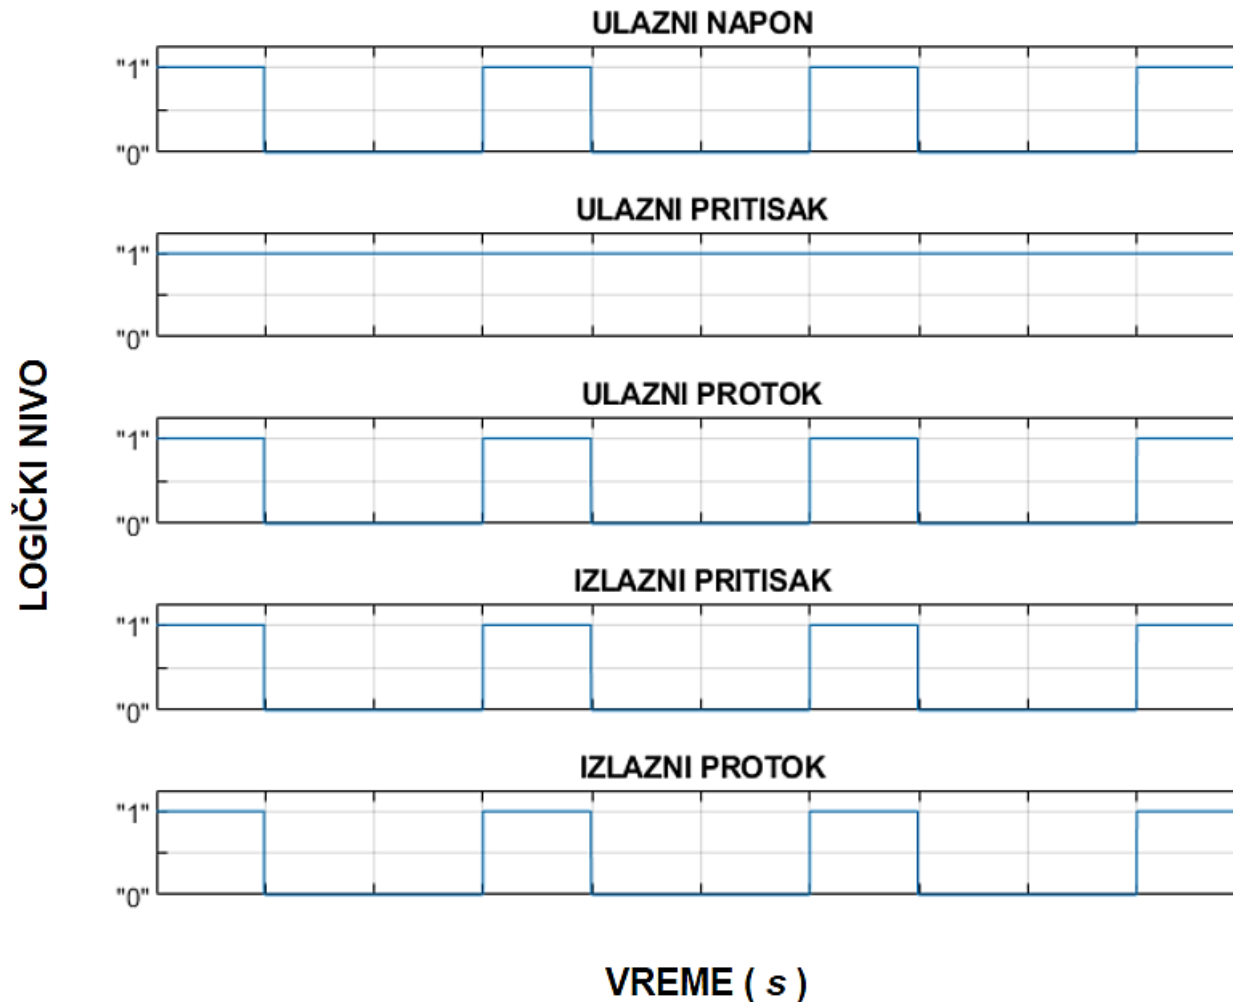 ULAZNI NAPON
"1"
"0"
ULAZNI PRITISAK
"1"
"0"
ULAZNI PROTOK
"1"
"0"
IZLAZNI PRITISAK
"1"
"0"
IZLAZNI PROTOK
"1"
"0"
LOGIČKI NIVO
VREME ( s )